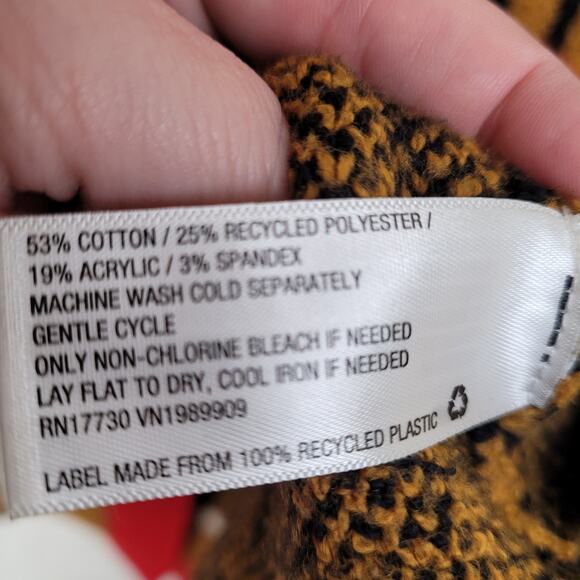 53% COTTON / 25% RECYCLED POLYESTER /
19% ACRYLIC / 3% SPANDEX
MACHINE WASH COLD SEPARATELY
GENTLE CYCLE
ONLY NON-CHLORINE BLEACH IF NEEDED
LAY FLAT TO DRY, COOL IRON IF NEEDED
RN17730 VN1989909
LABEL MADE FROM 100% RECYCLED PLASTIC